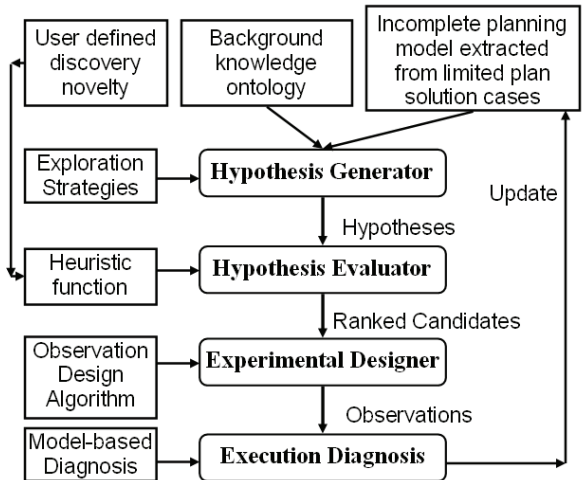 User defined
discovery
novelty
Background
knowledge
ontology
Incomplete planning
model extracted
from limited plan
solution cases
Exploration
Strategies
Hypothesis Generator
Update
Hypotheses
Heuristic
function
Hypothesis Evaluator
Ranked Candidates
Observation
Design
Algorithm
Experimental Designer
Observations
Model-based
Diagnosis
Execution Diagnosis